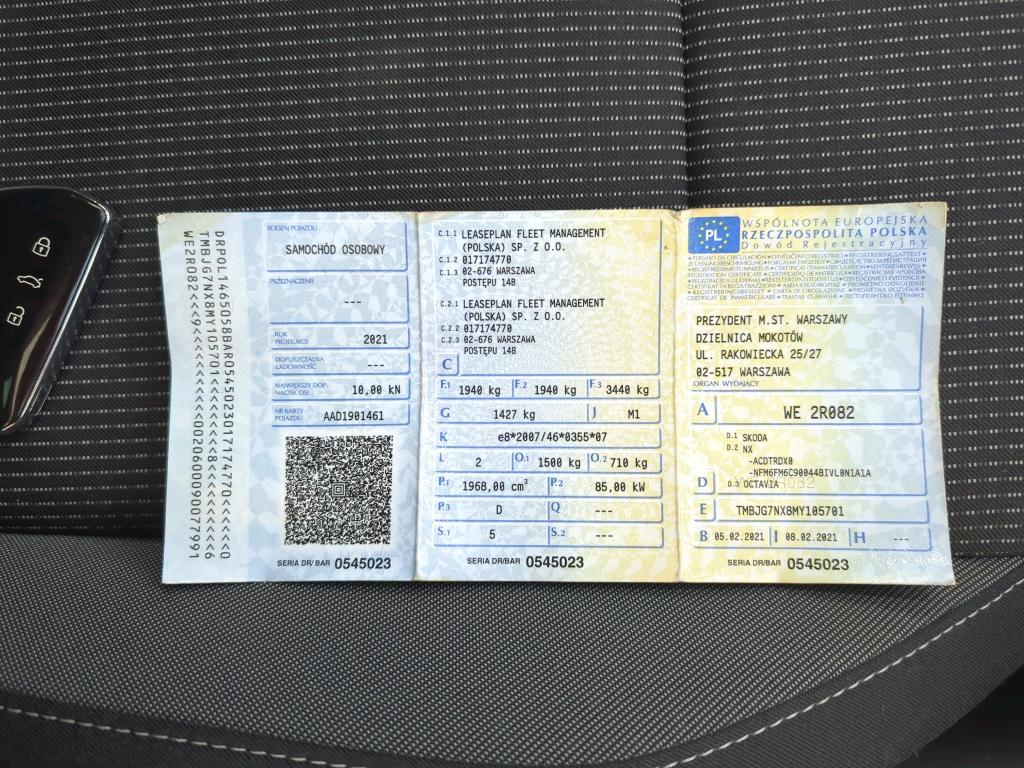 DRPOL1465058BAR05450230171747 70<<<<<0
TMBJG7NX8MY105701<<<<<<<<<8<<<<<<<<<<6
WE2R082<<<9<<<<<<<<<<0020600009007 7991
RODZAJ POJAZDU
SAMOCHÓD OSOBOWY
PRZEZNACZENIE
---
ROK PRODUKCJI 2021
DOPUSZCZALNA ŁADOWNOŚĆ ---
NAJWIĘKSZY DOP. NACISK OSI 10,00 kN
NR KARTY POJAZDU AAD1901461
SERIA DR/BAR 0545023
C.1.1 LEASEPLAN FLEET MANAGEMENT
(POLSKA) SP. Z O.O.
C.1.2 017174770
C.1.3 02-676 WARSZAWA
POSTĘPU 14B
C.2.1 LEASEPLAN FLEET MANAGEMENT
(POLSKA) SP. Z O.O.
C.2.2 017174770
C.2.3 02-676 WARSZAWA
POSTĘPU 14B
C
F.1 1940 kg F.2 1940 kg F.3 3440 kg
G 1427 kg J M1
K e8*2007/46*0355*07
L 2 O.1 1500 kg O.2 710 kg
P.1 1968,00 cm³ P.2 85,00 kW
P.3 D Q ---
S.1 5 S.2 ---
SERIA DR/BAR 0545023
PL
WSPÓLNOTA EUROPEJSKA
RZECZPOSPOLITA POLSKA
Dowód Rejestracyjny
PREZYDENT M.ST. WARSZAWY
DZIELNICA MOKOTÓW
UL. RAKOWIECKA 25/27
02-517 WARSZAWA
ORGAN WYDAJĄCY
A WE 2R082
D.1 SKODA
D.2 NX
-ACDTRDX0
-NFM6FM6C90044BIVL0N1A1A
D D.3 OCTAVIA
E TMBJG7NX8MY105701
B 05.02.2021 I 08.02.2021 H ---
SERIA DR/BAR 0545023